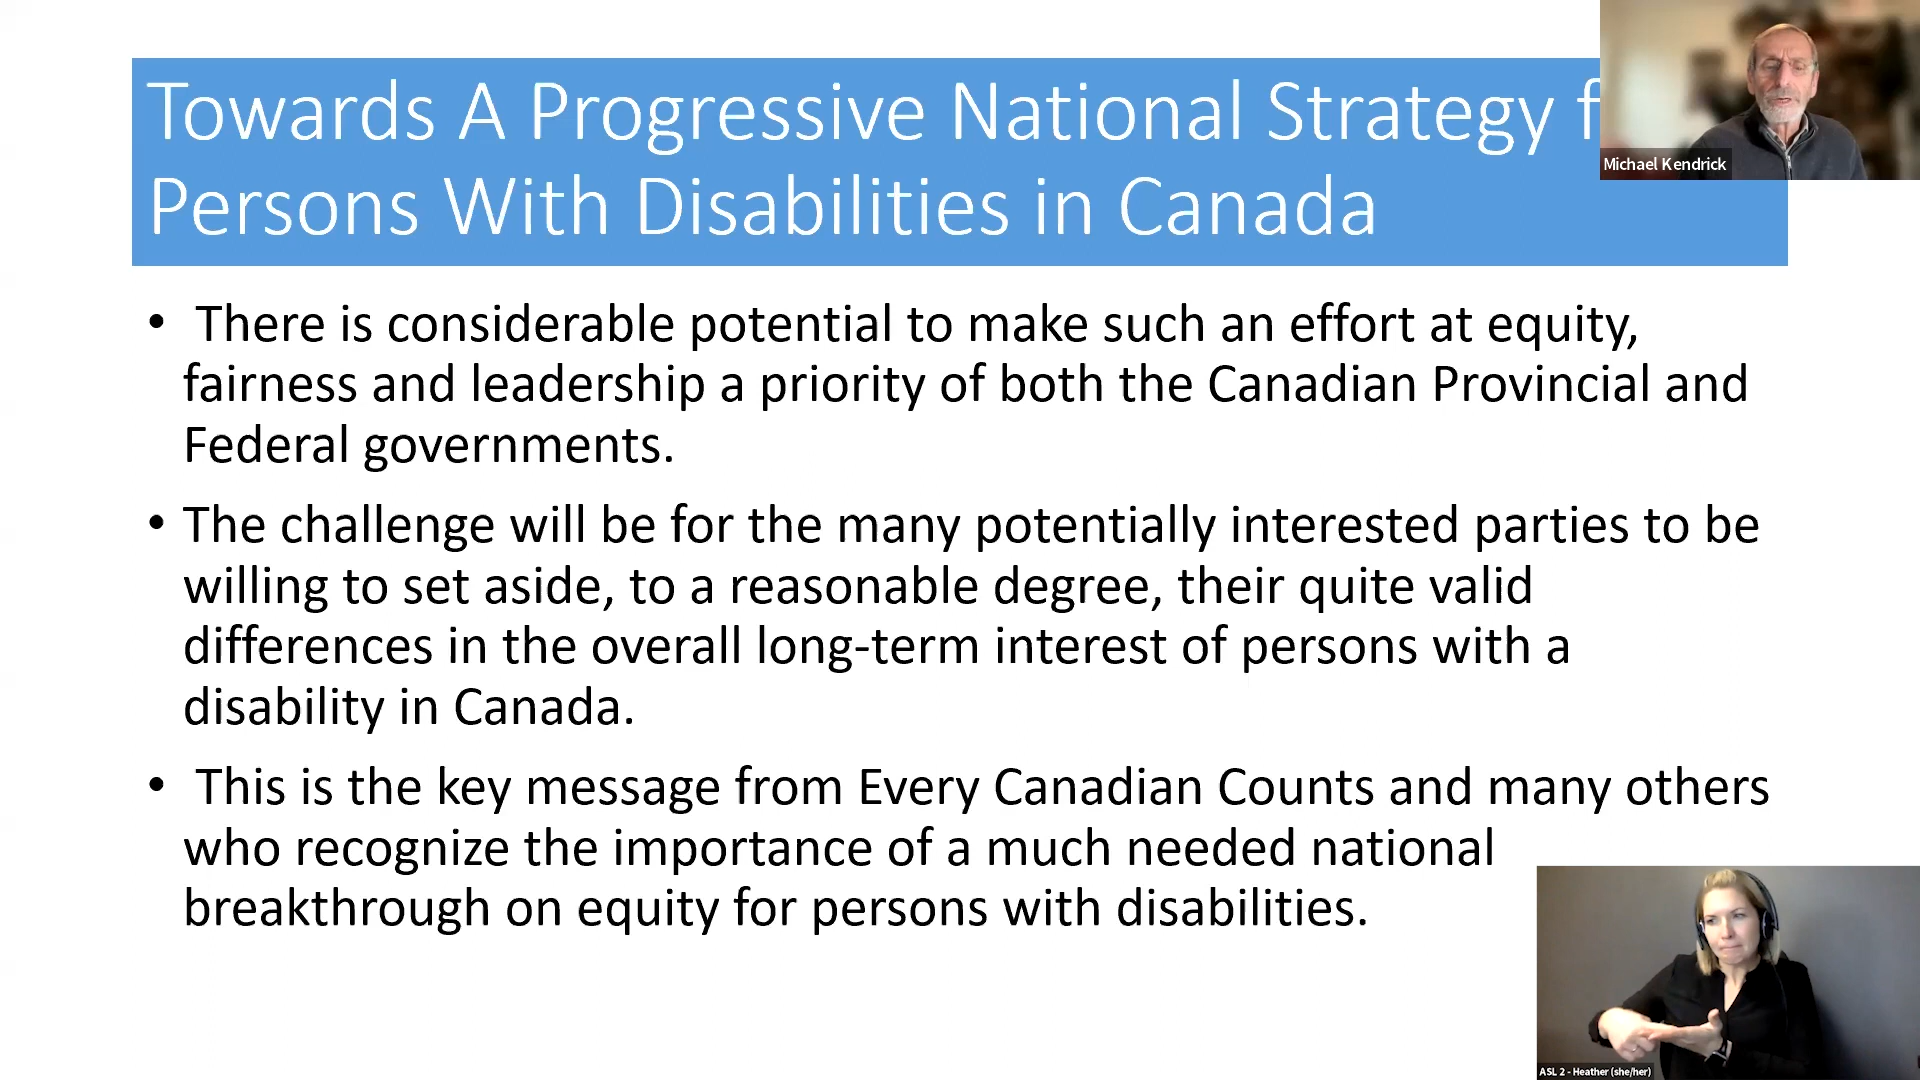 Towards A Progressive National Strategy f
Persons With Disabilities in Canada
Michael Kendrick
• There is considerable potential to make such an effort at equity,
fairness and leadership a priority of both the Canadian Provincial and
Federal governments.
• The challenge will be for the many potentially interested parties to be
willing to set aside, to a reasonable degree, their quite valid
differences in the overall long-term interest of persons with a
disability in Canada.
• This is the key message from Every Canadian Counts and many others
who recognize the importance of a much needed national
breakthrough on equity for persons with disabilities.
ASL 2 - Heather (she/her)